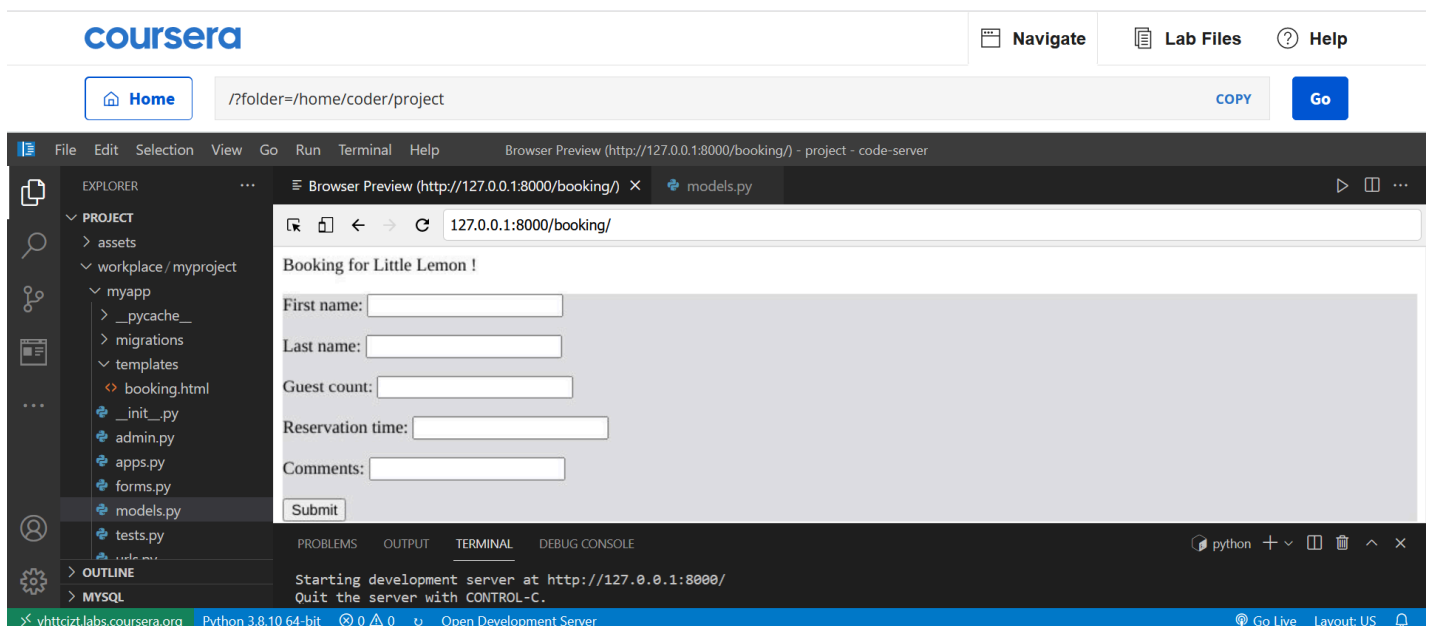 coursera
Navigate
Lab Files
Help
Home
/?folder=/home/coder/project
COPY
Go
File Edit Selection View Go Run Terminal Help
Browser Preview (http://127.0.0.1:8000/booking/) - project - code-server
EXPLORER
Browser Preview (http://127.0.0.1:8000/booking/)
models.py
PROJECT
assets
workplace / myproject
myapp
__pycache__
migrations
templates
booking.html
__init__.py
admin.py
apps.py
forms.py
models.py
tests.py
urls.py
OUTLINE
MYSQL
127.0.0.1:8000/booking/
Booking for Little Lemon !
First name:
Last name:
Guest count:
Reservation time:
Comments:
Submit
PROBLEMS OUTPUT TERMINAL DEBUG CONSOLE
python
Starting development server at http://127.0.0.1:8000/
Quit the server with CONTROL-C.
yhttcizt.labs.coursera.org Python 3.8.10 64-bit 0 0 Open Development Server
Go Live Layout: US